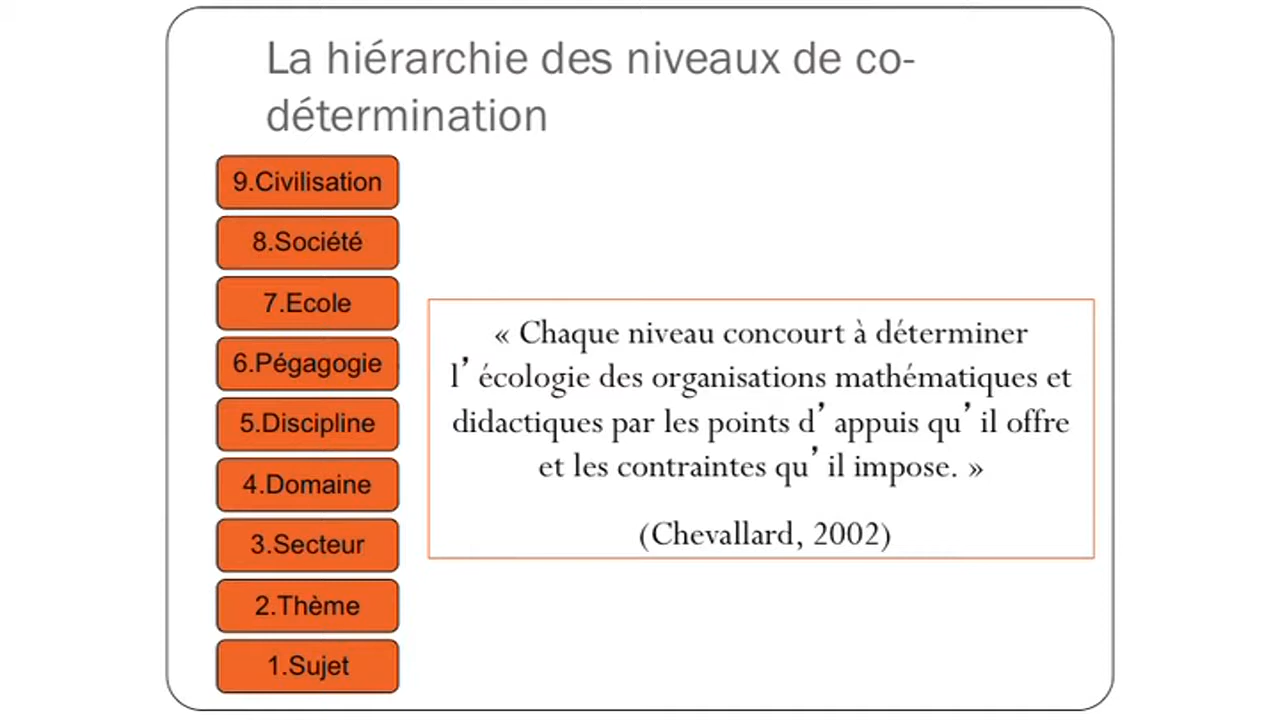 La hiérarchie des niveaux de co-
détermination
9.Civilisation
8.Société
7.Ecole
6.Pégagogie
5.Discipline
4.Domaine
3.Secteur
2.Thème
1.Sujet
« Chaque niveau concourt à déterminer
l’écologie des organisations mathématiques et
didactiques par les points d’appuis qu’il offre
et les contraintes qu’il impose. »
(Chevallard, 2002)